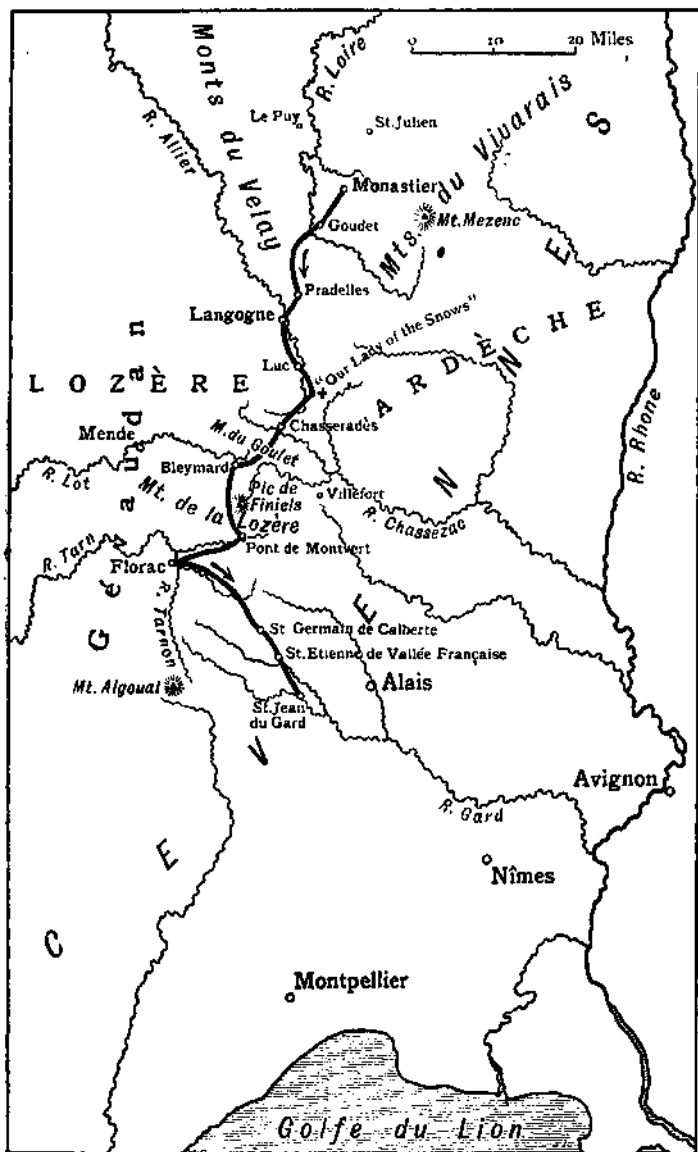 0 10 20 Miles
Monts du Velay
R. Loire
R. Allier
Le Puy
St. Julien
Mts. du Vivarais
Monastier
Mt. Mezenc
Goudet
Pradelles
Langogne
"Our Lady of the Snows"
Luc
LOZÈRE
ARDÈCHE
Chasseradès
Mende
M. du Goulet
Bleymard
R. Lot
Mt. de la Lozère
Pic de Finiels
Villefort
R. Chassezac
R. Rhone
Pont de Montvert
R. Tarn
Florac
Gévaudan
R. Tarnon
St Germain de Calberte
St. Etienne de Vallée Française
Mt. Aigoual
Alais
St. Jean
du Gard
Avignon
R. Gard
Nîmes
CEVENNES
Montpellier
Golfe du Lion